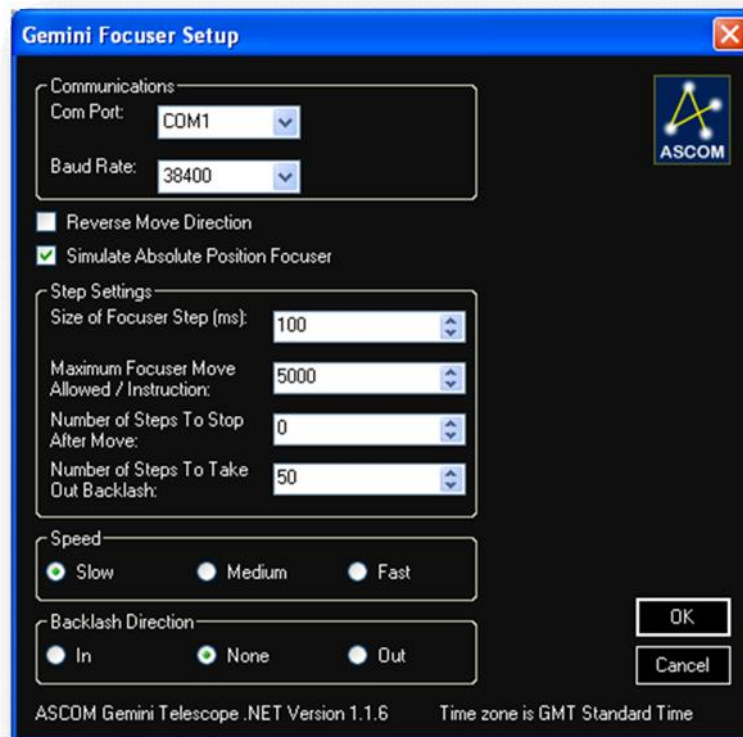 Gemini Focuser Setup
Communications
Com Port:
COM1
Baud Rate:
38400
ASCOM
Reverse Move Direction
Simulate Absolute Position Focuser
Step Settings
Size of Focuser Step (ms):
100
Maximum Focuser Move
Allowed / Instruction:
5000
Number of Steps To Stop
After Move:
0
Number of Steps To Take
Out Backlash:
50
Speed
Slow
Medium
Fast
Backlash Direction
In
None
Out
OK
Cancel
ASCOM Gemini Telescope .NET Version 1.1.6
Time zone is GMT Standard Time